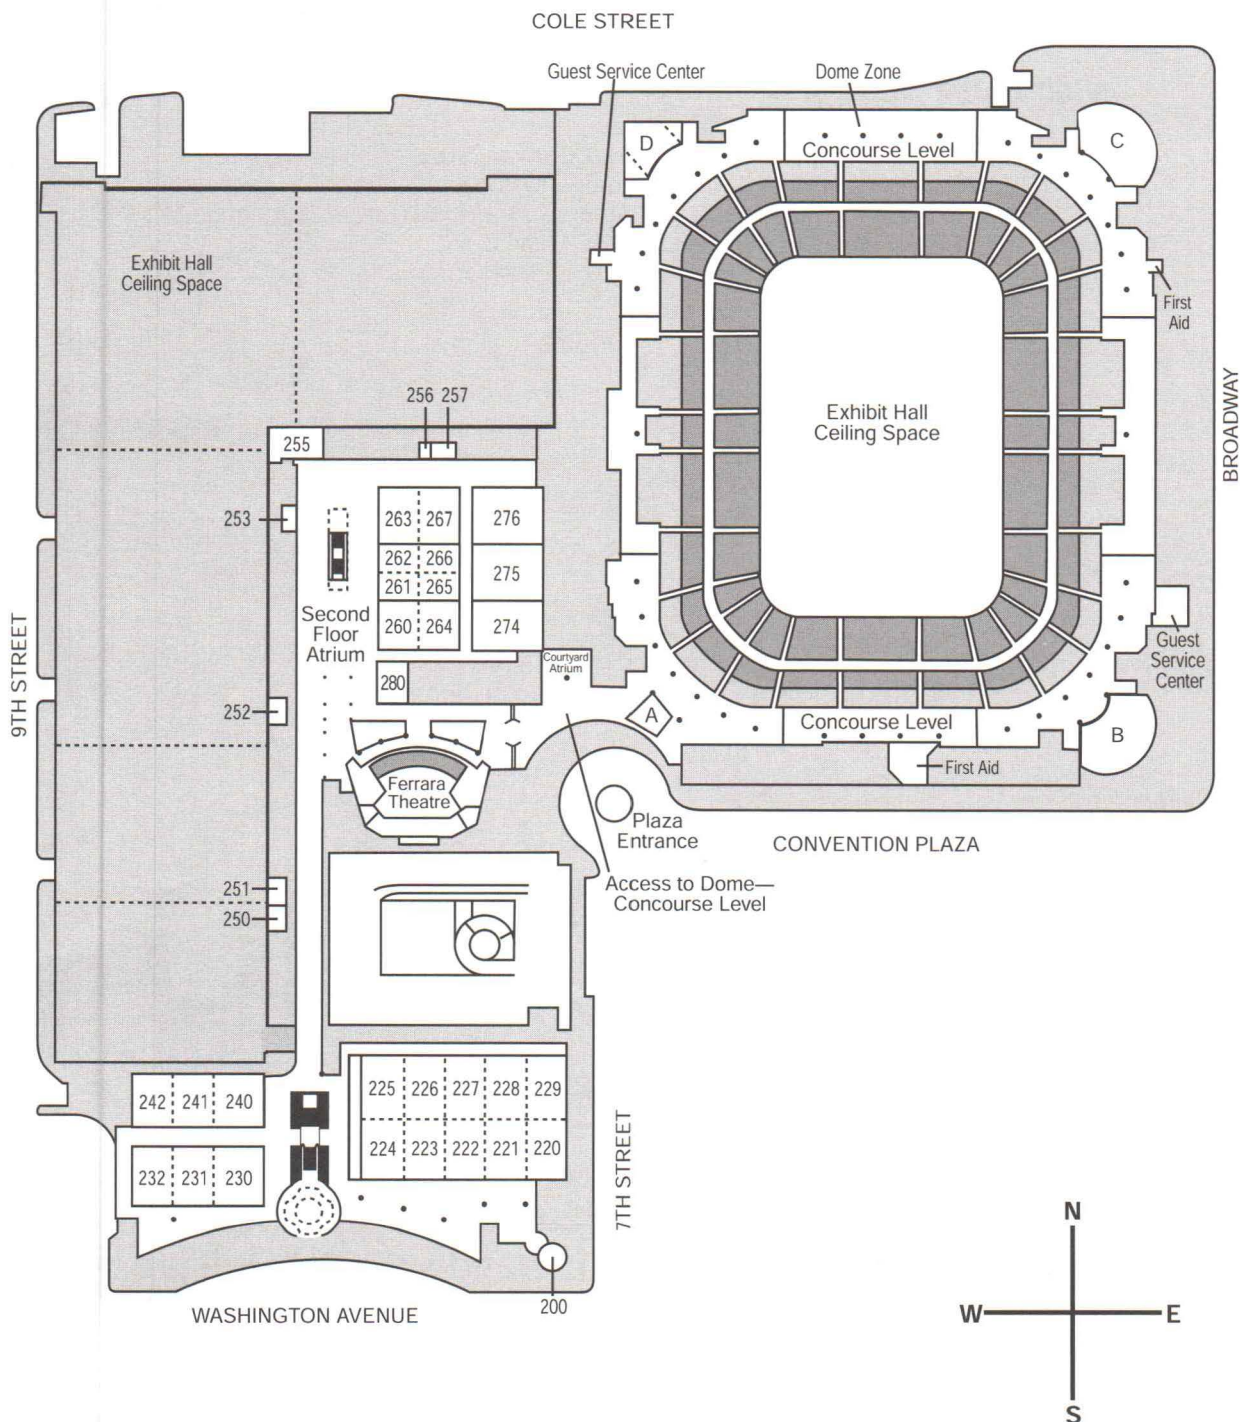 COLE STREET
Guest Service Center
Dome Zone
D
C
Concourse Level
Exhibit Hall
Ceiling Space
First
Aid
BROADWAY
256 257
255
Exhibit Hall
Ceiling Space
253
263 267
276
262 266
261 265
275
260 264
274
Second
Floor
Atrium
9TH STREET
Courtyard
Atrium
280
Guest
Service
Center
252
A
Concourse Level
B
First Aid
Ferrara
Theatre
Plaza
Entrance
CONVENTION PLAZA
251
250
Access to Dome—
Concourse Level
225 226 227 228 229
224 223 222 221 220
242 241 240
232 231 230
7TH STREET
200
WASHINGTON AVENUE
N
W E
S